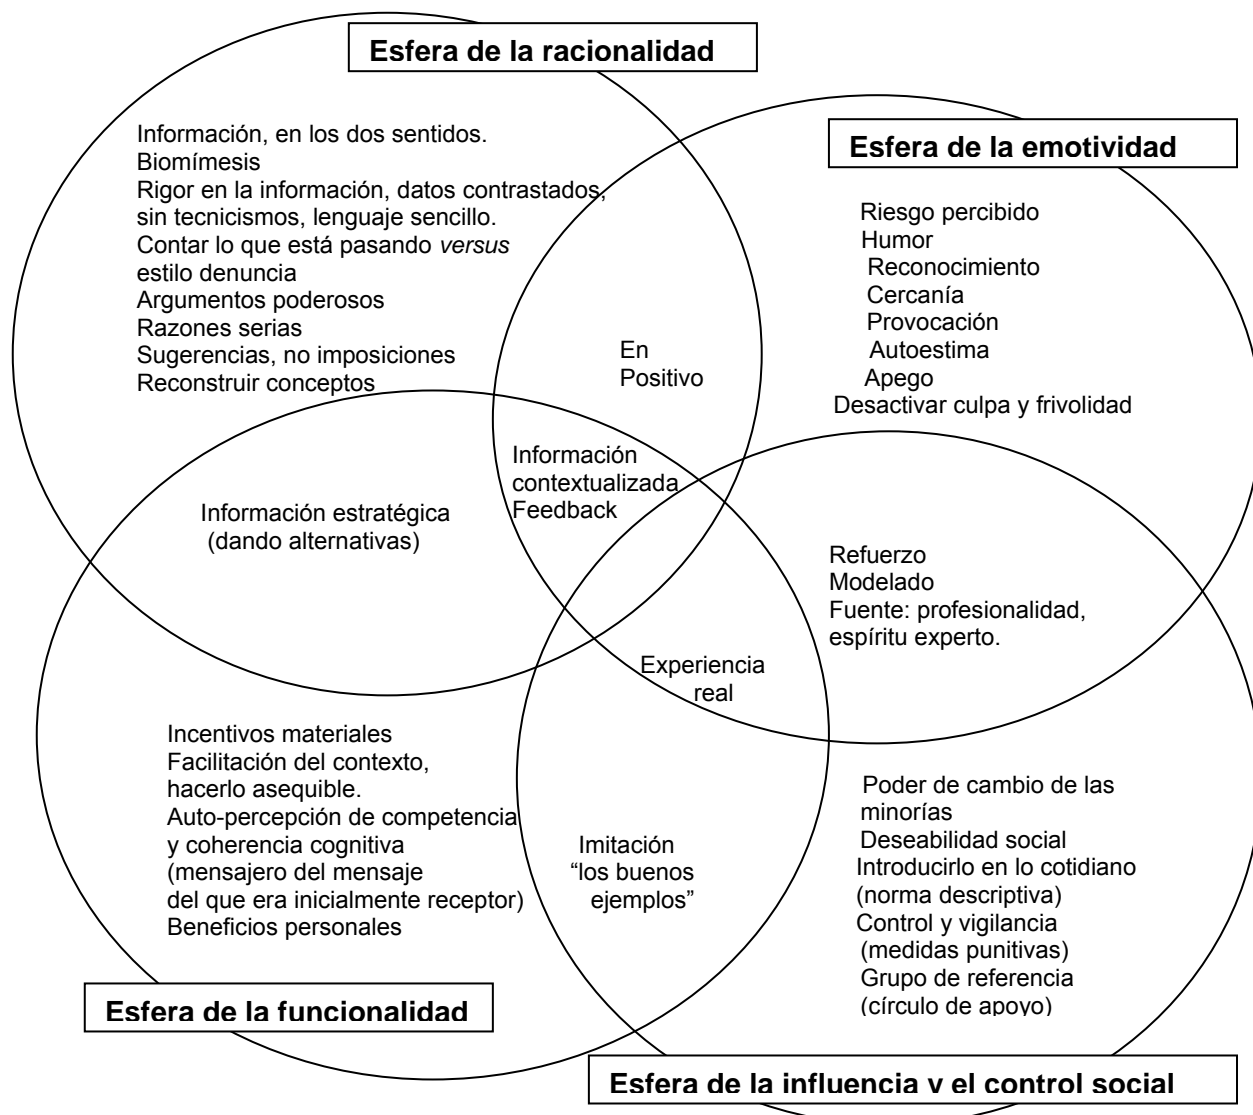 Esfera de la racionalidad
Información, en los dos sentidos.
Biomímesis
Rigor en la información, datos contrastados,
sin tecnicismos, lenguaje sencillo.
Contar lo que está pasando versus
estilo denuncia
Argumentos poderosos
Razones serias
Sugerencias, no imposiciones
Reconstruir conceptos
Esfera de la emotividad
Riesgo percibido
Humor
Reconocimiento
Cercanía
Provocación
Autoestima
Apego
Desactivar culpa y frivolidad
En
Positivo
Información
contextualizada
Feedback
Información estratégica
(dando alternativas)
Refuerzo
Modelado
Fuente: profesionalidad,
espíritu experto.
Experiencia
real
Incentivos materiales
Facilitación del contexto,
hacerlo asequible.
Auto-percepción de competencia
y coherencia cognitiva
(mensajero del mensaje
del que era inicialmente receptor)
Beneficios personales
Imitación
“los buenos
ejemplos”
Poder de cambio de las
minorías
Deseabilidad social
Introducirlo en lo cotidiano
(norma descriptiva)
Control y vigilancia
(medidas punitivas)
Grupo de referencia
(círculo de apoyo)
Esfera de la funcionalidad
Esfera de la influencia y el control social